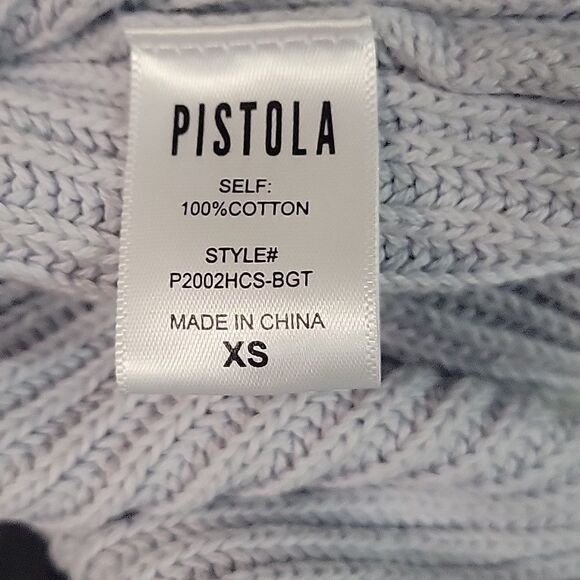 PISTOLA
SELF:
100%COTTON
STYLE#
P2002HCS-BGT
MADE IN CHINA
XS